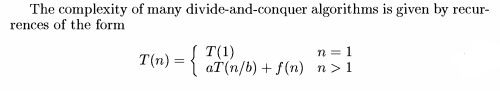 The complexity of many divide-and-conquer algorithms is given by recur-
rences of the form
T(n) = { T(1) n = 1
aT(n/b) + f(n) n > 1